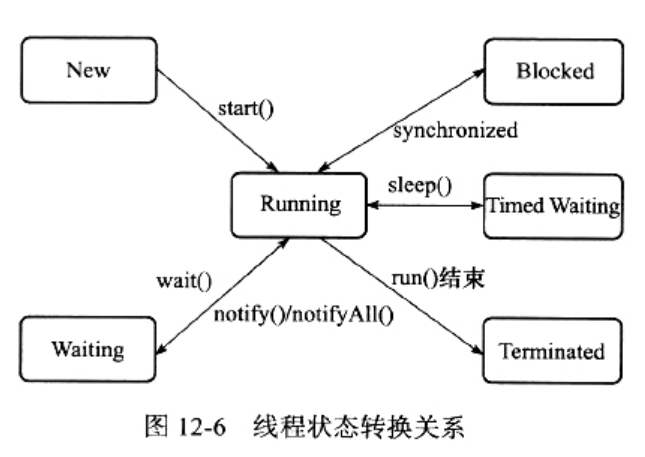 New
Blocked
start()
synchronized
sleep()
Running
Timed Waiting
wait()
run()结束
notify()/notifyAll()
Waiting
Terminated
图 12-6 线程状态转换关系